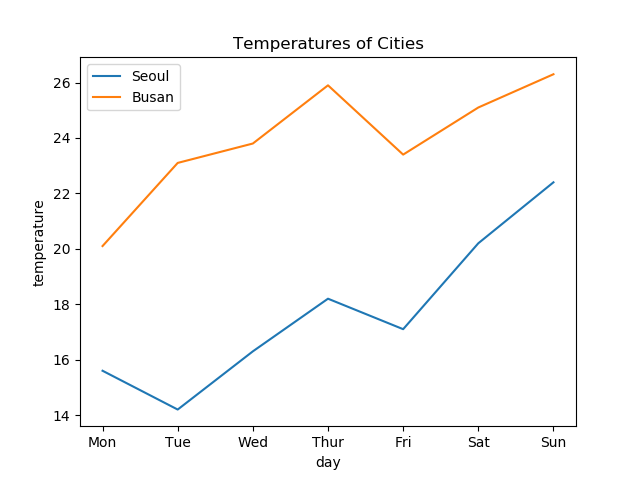 Temperatures of Cities
Seoul
Busan
26
24
22
20
18
16
14
temperature
Mon Tue Wed Thur Fri Sat Sun
day